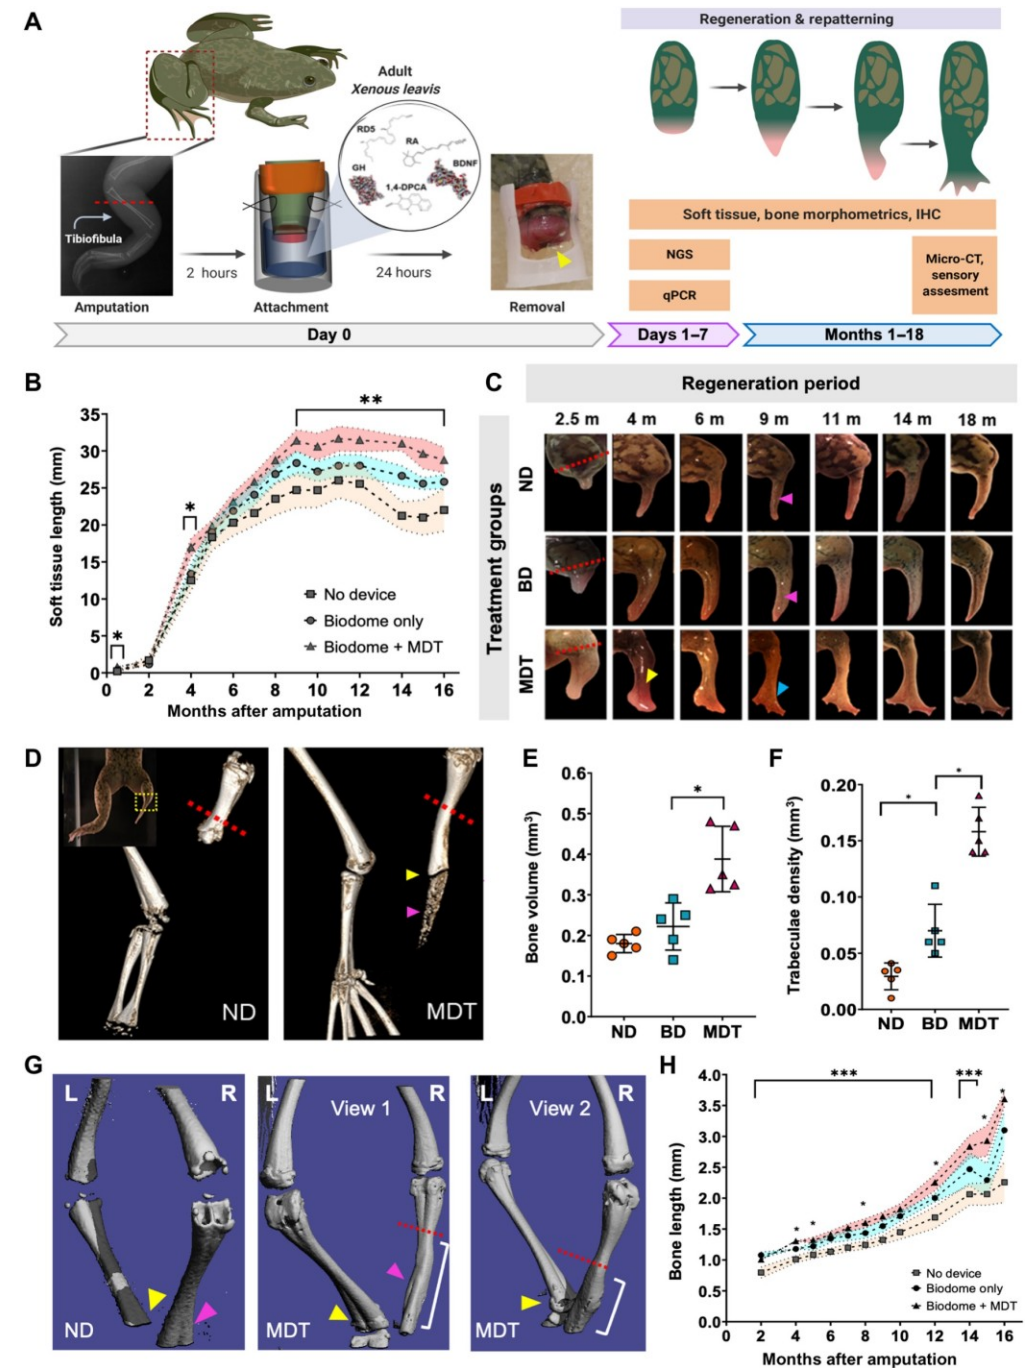 A
Regeneration & repatterning
Adult
Xenous leavis
RD5
RA
GH
BDNF
1,4-DPCA
Tibiofibula
2 hours
24 hours
Amputation
Attachment
Removal
Soft tissue, bone morphometrics, IHC
NGS
qPCR
Micro-CT,
sensory
assesment
Day 0
Days 1–7
Months 1–18
B
Soft tissue length (mm)
35
30
25
20
15
10
5
0
*
*
**
No device
Biodome only
Biodome + MDT
0 2 4 6 8 10 12 14 16
Months after amputation
C
Regeneration period
2.5 m 4 m 6 m 9 m 11 m 14 m 18 m
Treatment groups
ND
BD
MDT
D
ND
MDT
E
Bone volume (mm3)
0.6
0.5
0.4
0.3
0.2
0.1
0.0
*
ND BD MDT
F
Trabeculae density (mm3)
0.20
0.15
0.10
0.05
0.00
*
*
ND BD MDT
G
L R
ND
L View 1 R
MDT
L View 2 R
MDT
H
Bone length (mm)
4.0
3.5
3.0
2.5
2.0
1.5
1.0
0.5
0.0
***
***
* * * * * *
No device
Biodome only
Biodome + MDT
0 2 4 6 8 10 12 14 16
Months after amputation